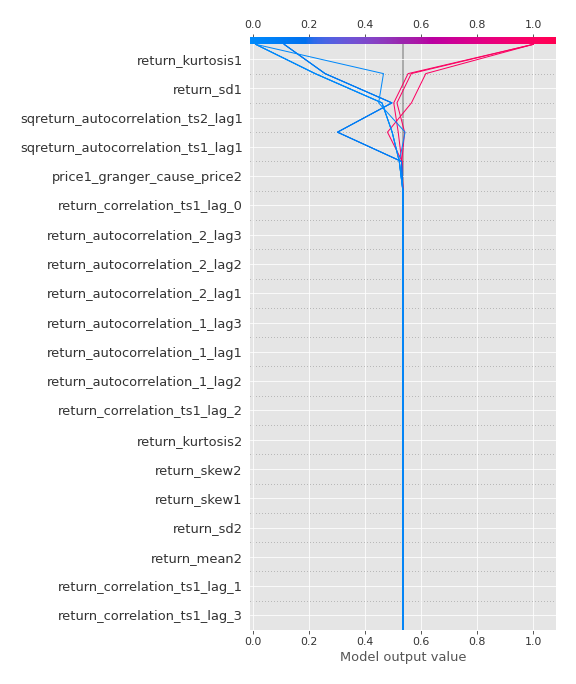 0.0 0.2 0.4 0.6 0.8 1.0
return_kurtosis1
return_sd1
sqreturn_autocorrelation_ts2_lag1
sqreturn_autocorrelation_ts1_lag1
price1_granger_cause_price2
return_correlation_ts1_lag_0
return_autocorrelation_2_lag3
return_autocorrelation_2_lag2
return_autocorrelation_2_lag1
return_autocorrelation_1_lag3
return_autocorrelation_1_lag1
return_autocorrelation_1_lag2
return_correlation_ts1_lag_2
return_kurtosis2
return_skew2
return_skew1
return_sd2
return_mean2
return_correlation_ts1_lag_1
return_correlation_ts1_lag_3
0.0 0.2 0.4 0.6 0.8 1.0
Model output value